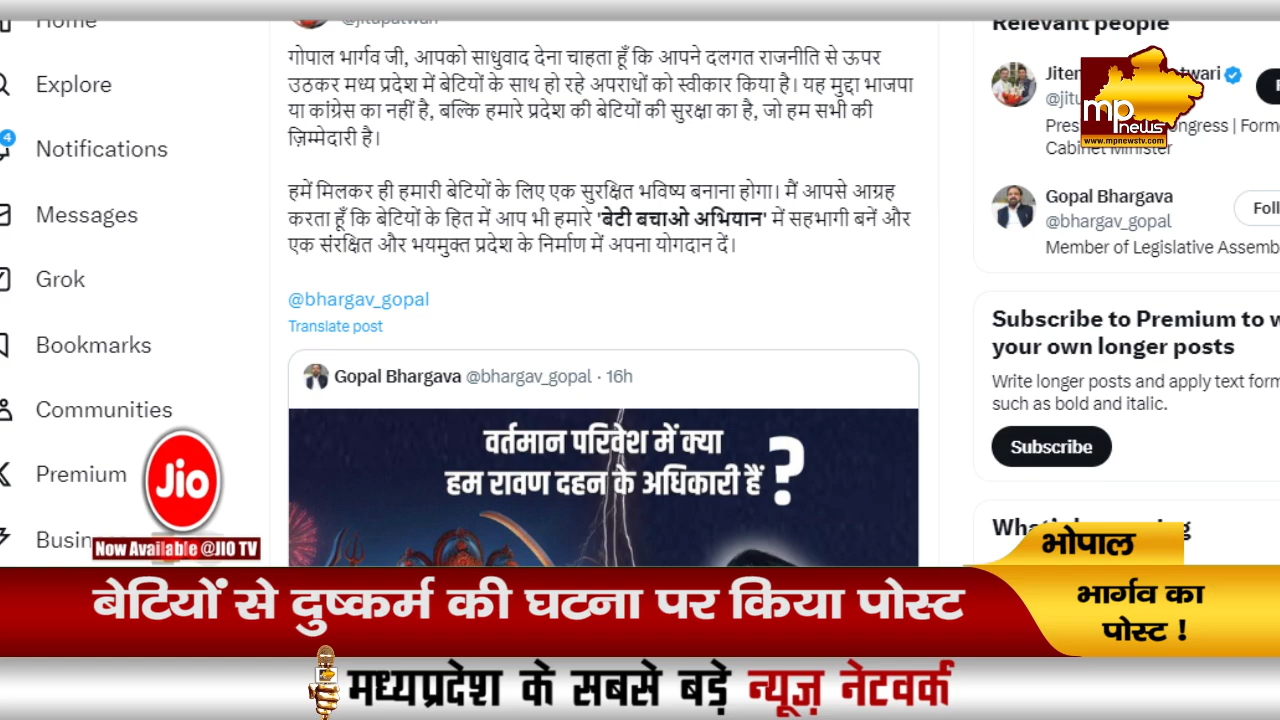 Home
Explore
4
Notifications
Messages
Grok
Bookmarks
Communities
Premium
@jitupatwari
गोपाल भार्गव जी, आपको साधुवाद देना चाहता हूँ कि आपने दलगत राजनीति से ऊपर
उठकर मध्य प्रदेश में बेटियों के साथ हो रहे अपराधों को स्वीकार किया है। यह मुद्दा भाजपा
या कांग्रेस का नहीं है, बल्कि हमारे प्रदेश की बेटियों की सुरक्षा का है, जो हम सभी की
ज़िम्मेदारी है।
हमें मिलकर ही हमारी बेटियों के लिए एक सुरक्षित भविष्य बनाना होगा। मैं आपसे आग्रह
करता हूँ कि बेटियों के हित में आप भी हमारे 'बेटी बचाओ अभियान' में सहभागी बनें और
एक संरक्षित और भयमुक्त प्रदेश के निर्माण में अपना योगदान दें।
@bhargav_gopal
Translate post
Gopal Bhargava @bhargav_gopal · 16h
वर्तमान परिवेश में क्या
हम रावण दहन के अधिकारी हैं ?
Relevant people
Cabinet Minister
Gopal Bhargava
@bhargav_gopal
Member of Legislative
Subscribe to Premium to
your own longer posts
Write longer posts and apply text
such as bold and italic.
Subscribe
mp news
www.mpnewstv.com
Jio
Now Available @JIO TV
भोपाल
भार्गव का
पोस्ट !
बेटियों से दुष्कर्म की घटना पर किया पोस्ट
मध्यप्रदेश के सबसे बड़े न्यूज़ नेटवर्क